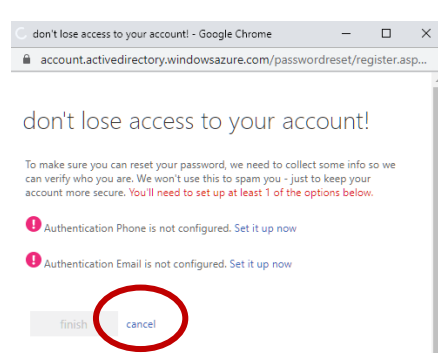 don't lose access to your account! - Google Chrome
account.activedirectory.windowsazure.com/passwordreset/register.asp...
don't lose access to your account!
To make sure you can reset your password, we need to collect some info so we
can verify who you are. We won't use this to spam you - just to keep your
account more secure. You'll need to set up at least 1 of the options below.
Authentication Phone is not configured. Set it up now
Authentication Email is not configured. Set it up now
finish cancel